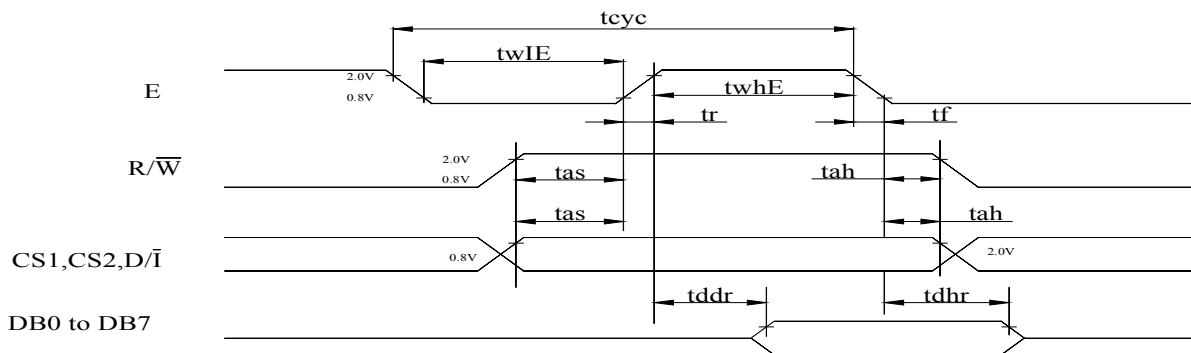 tcyc
twIE
2.0V
E
0.8V
twhE
tr
tf
R/W̅
2.0V
0.8V
tas
tah
tas
tah
CS1,CS2,D/I̅
0.8V
2.0V
tddr
tdhr
DB0 to DB7